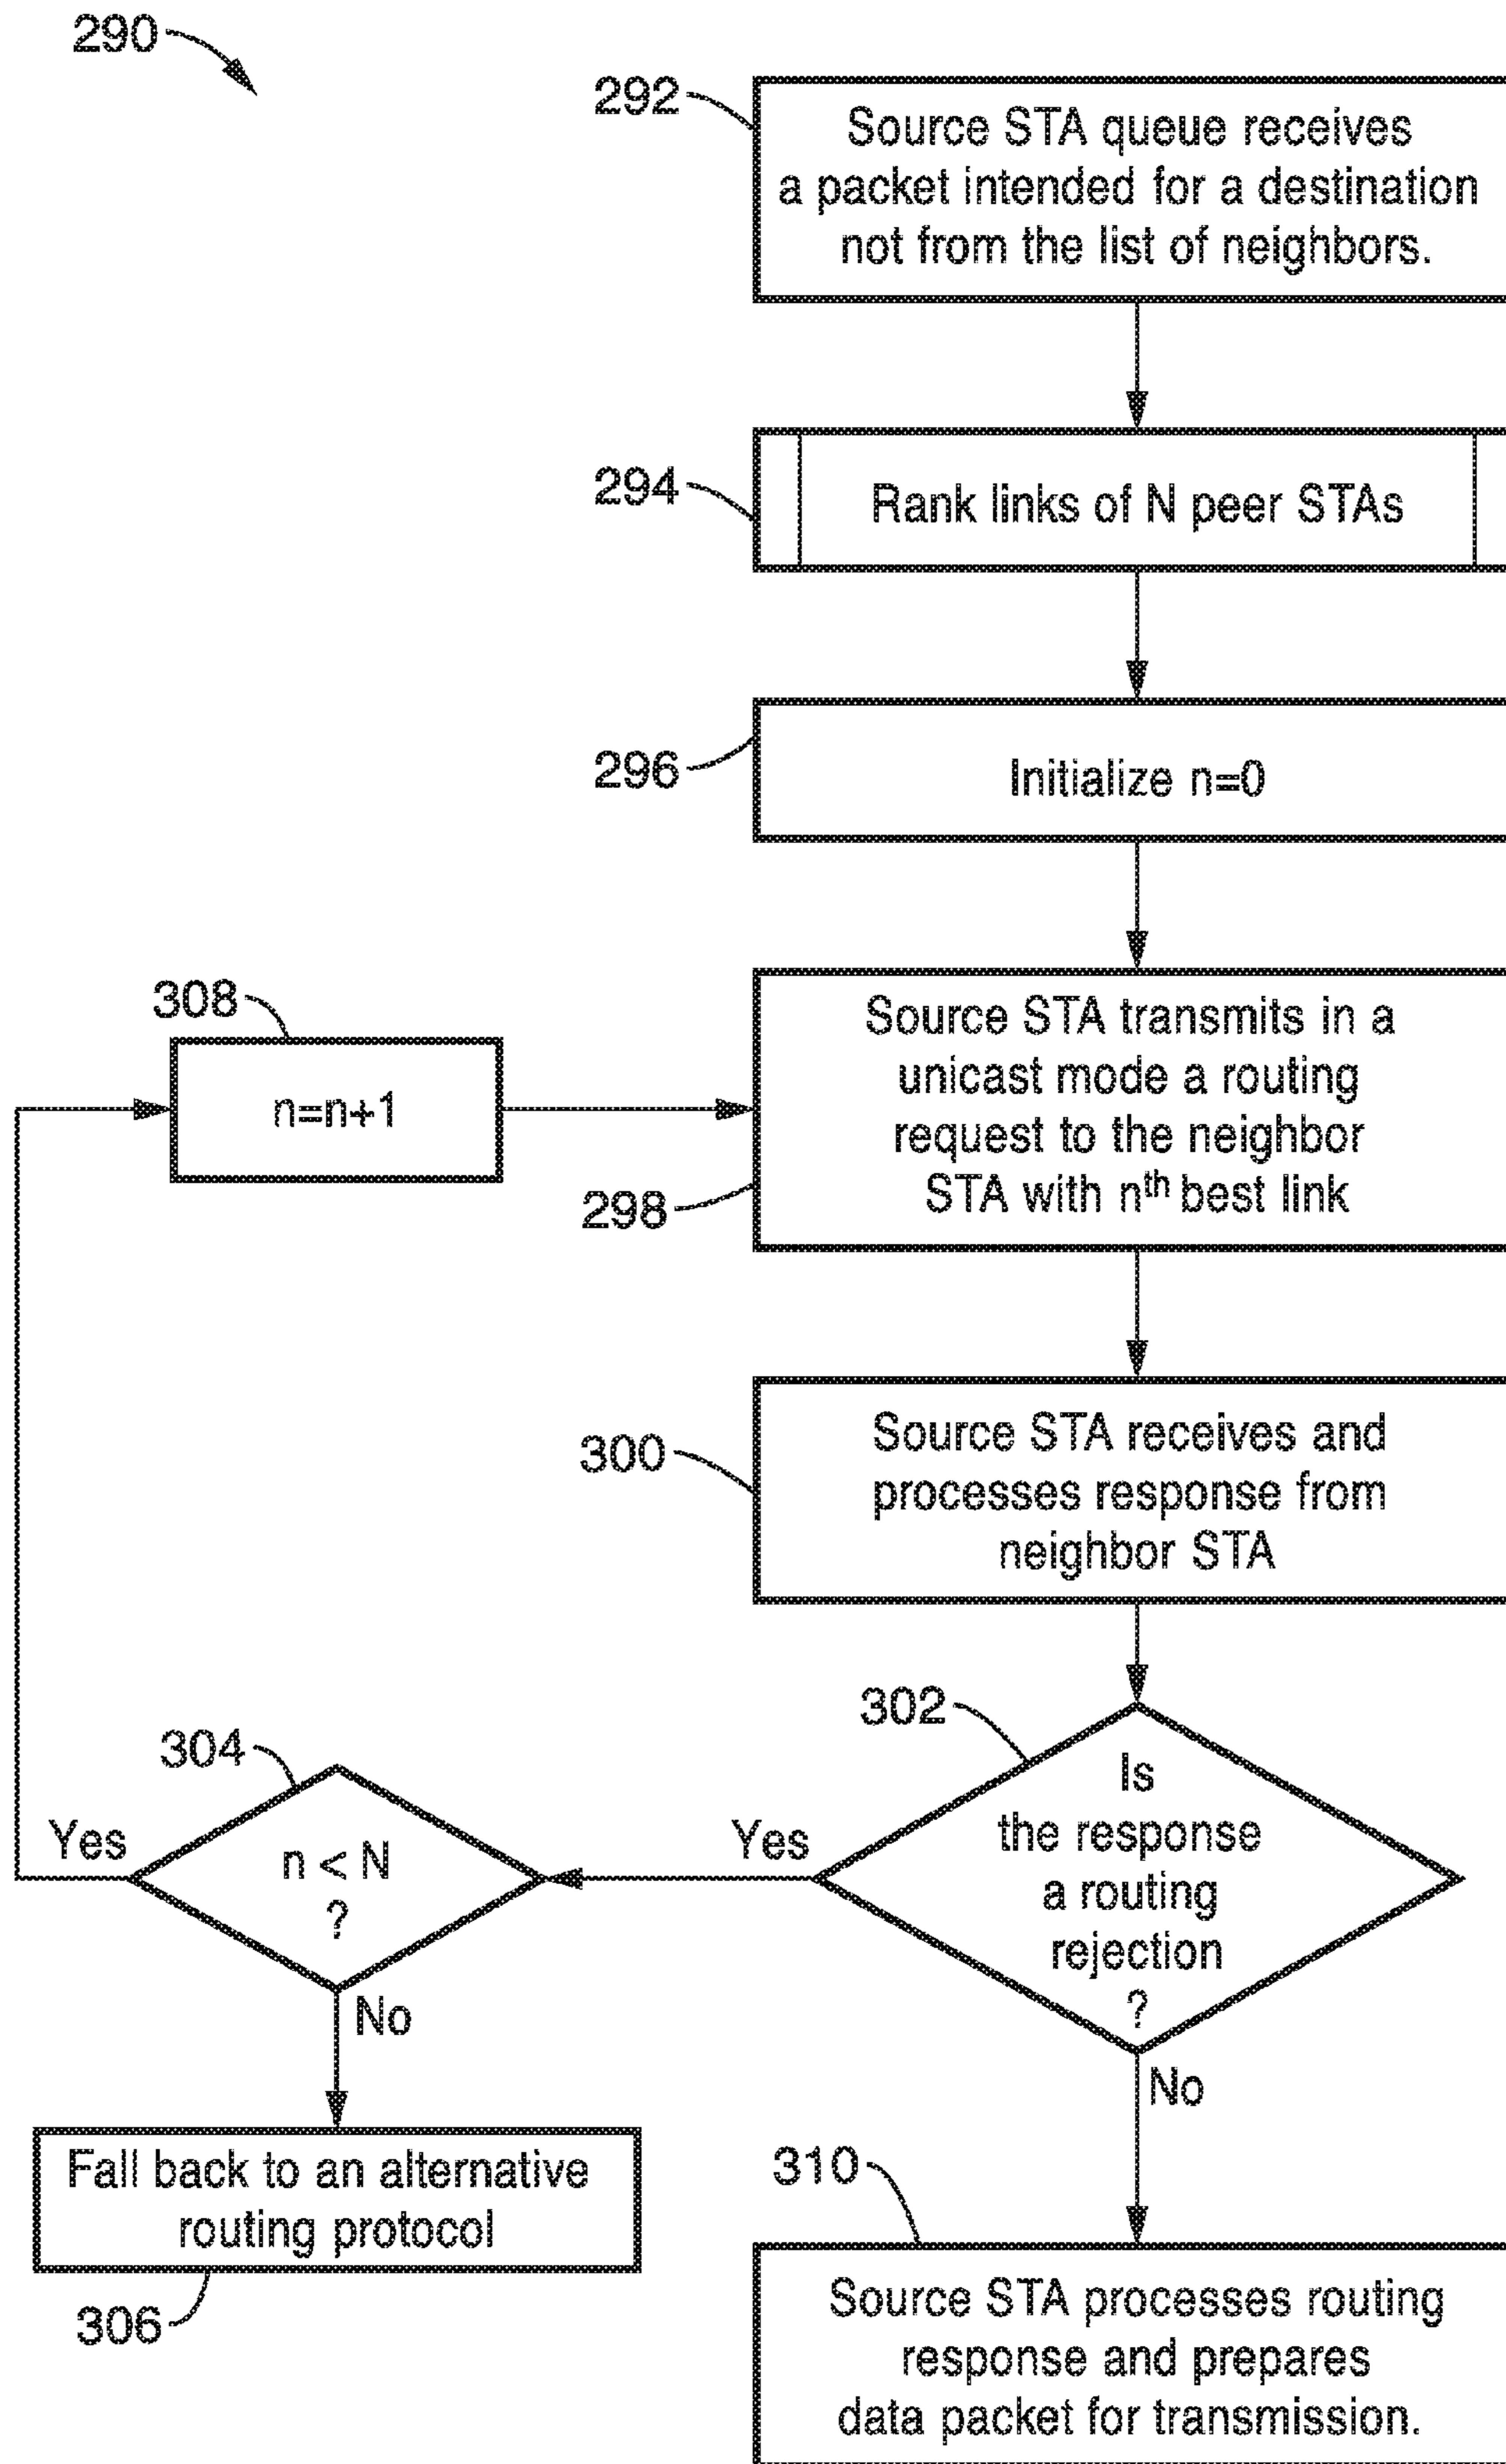 290
292
Source STA queue receives
a packet intended for a destination
not from the list of neighbors.
294
Rank links of N peer STAs
296
Initialize n=0
308
n=n+1
Source STA transmits in a
unicast mode a routing
request to the neighbor
STA with nth best link
298
300
Source STA receives and
processes response from
neighbor STA
302
Is
the response
a routing
rejection
?
Yes
No
304
n < N
?
Yes
No
Fall back to an alternative
routing protocol
306
310
Source STA processes routing
response and prepares
data packet for transmission.